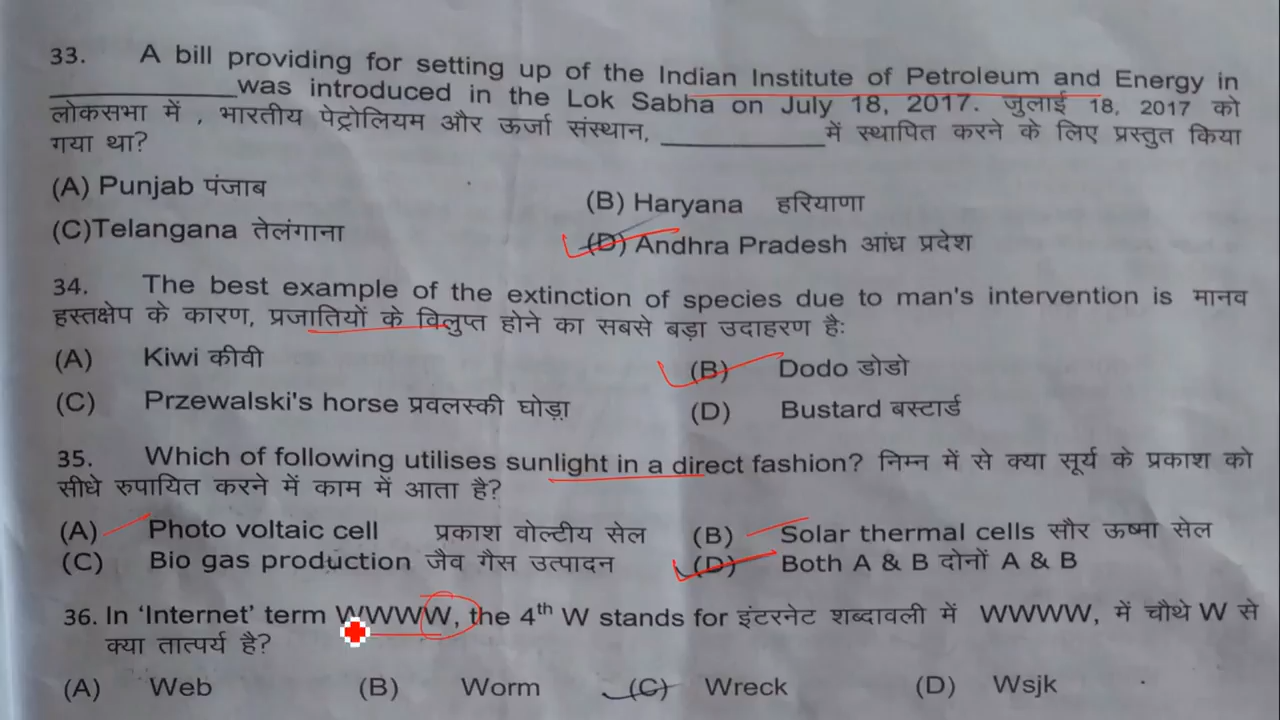 33. A bill providing for setting up of the Indian Institute of Petroleum and Energy in
____________was introduced in the Lok Sabha on July 18, 2017. जुलाई 18, 2017 को
लोकसभा में , भारतीय पेट्रोलियम और ऊर्जा संस्थान, ____________में स्थापित करने के लिए प्रस्तुत किया
गया था?
(A) Punjab पंजाब (B) Haryana हरियाणा
(C)Telangana तेलंगाना (D) Andhra Pradesh आंध्र प्रदेश
34. The best example of the extinction of species due to man's intervention is मानव
हस्तक्षेप के कारण, प्रजातियों के विलुप्त होने का सबसे बड़ा उदाहरण है:
(A) Kiwi कीवी (B) Dodo डोडो
(C) Przewalski's horse प्रवलस्की घोड़ा (D) Bustard बस्टार्ड
35. Which of following utilises sunlight in a direct fashion? निम्न में से क्या सूर्य के प्रकाश को
सीधे रुपायित करने में काम में आता है?
(A) Photo voltaic cell प्रकाश वोल्टीय सेल (B) Solar thermal cells सौर ऊष्मा सेल
(C) Bio gas production जैव गैस उत्पादन (D) Both A & B दोनों A & B
36. In ‘Internet’ term WWWW, the 4th W stands for इंटरनेट शब्दावली में WWWW, में चौथे W से
क्या तात्पर्य है?
(A) Web (B) Worm (C) Wreck (D) Wsjk